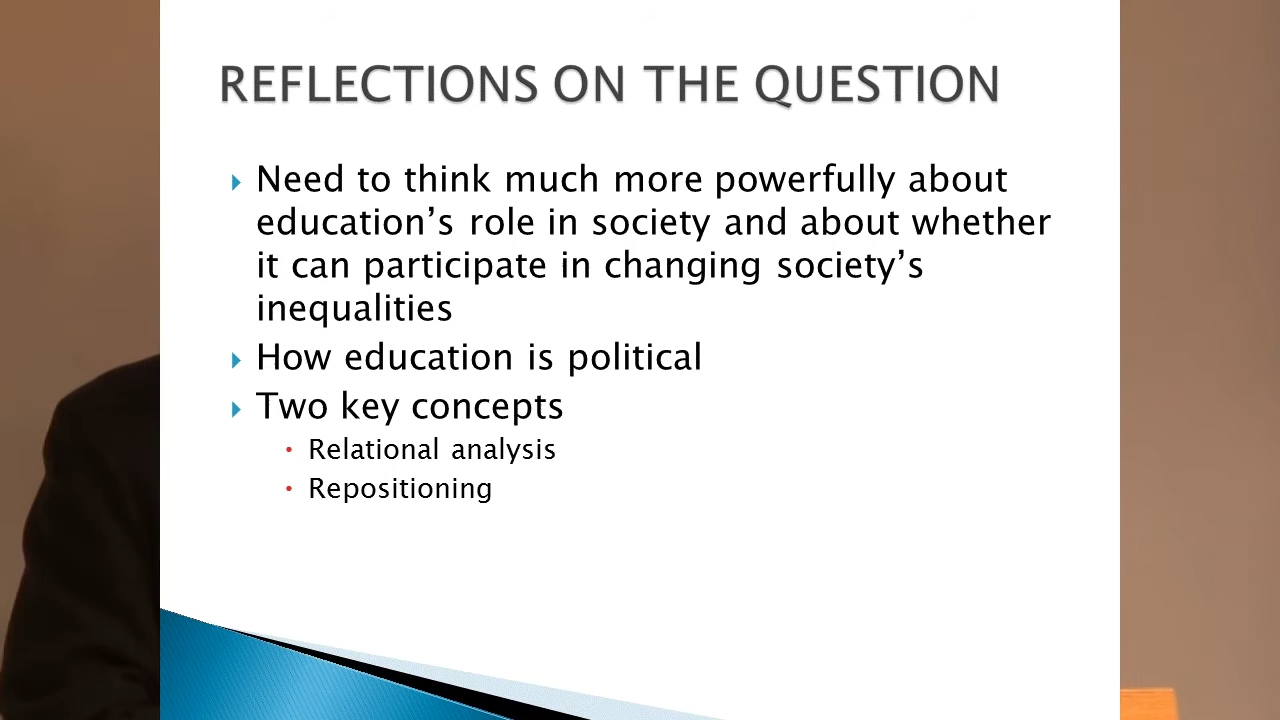 REFLECTIONS ON THE QUESTION
Need to think much more powerfully about
education’s role in society and about whether
it can participate in changing society’s
inequalities
How education is political
Two key concepts
Relational analysis
Repositioning